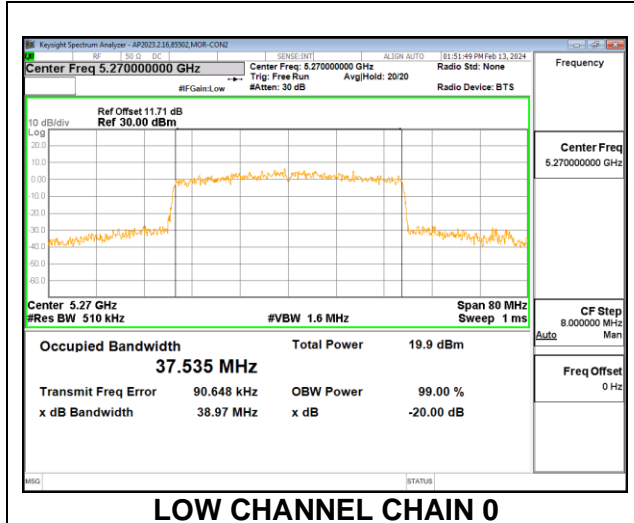 Keysight Spectrum Analyzer - AP2023.2.16,85502,MOR-CON2
RF 50 Ω DC SENSE:INT ALIGN AUTO 01:51:49 PM Feb 13, 2024
Center Freq 5.270000000 GHz Center Freq: 5.270000000 GHz Radio Std: None Frequency
Trig: Free Run Avg|Hold: 20/20
#IFGain:Low #Atten: 30 dB Radio Device: BTS
Ref Offset 11.71 dB
10 dB/div Ref 30.00 dBm
Log
20.0
10.0
0.00
-10.0
-20.0
-30.0
-40.0
-50.0
-60.0
Center Freq
5.270000000 GHz
Center 5.27 GHz Span 80 MHz
#Res BW 510 kHz #VBW 1.6 MHz Sweep 1 ms
CF Step
8.000000 MHz
Auto Man
Occupied Bandwidth Total Power 19.9 dBm
37.535 MHz
Freq Offset
0 Hz
Transmit Freq Error 90.648 kHz OBW Power 99.00 %
x dB Bandwidth 38.97 MHz x dB -20.00 dB
MSG STATUS
LOW CHANNEL CHAIN 0